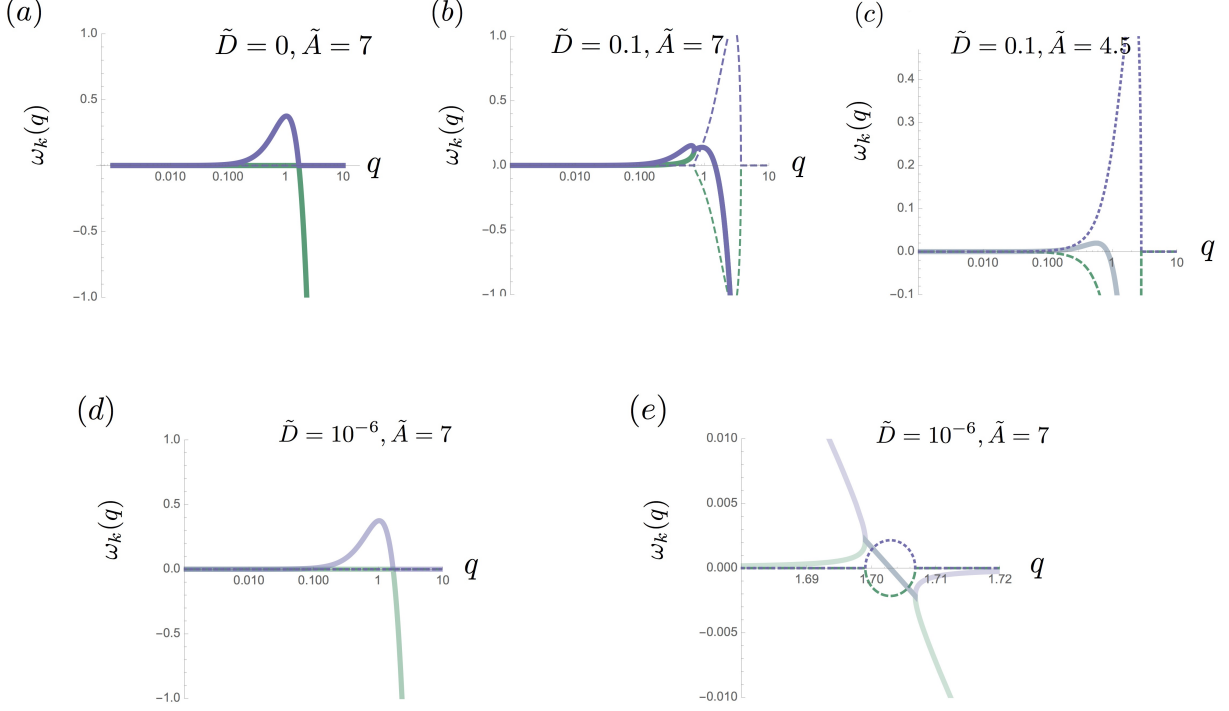 (a)
D̃ = 0, Ã = 7
ω_k(q)
1.0
0.5
0.0
−0.5
−1.0
0.010 0.100 1 10
q
(b)
D̃ = 0.1, Ã = 7
ω_k(q)
1.0
0.5
0.0
−0.5
−1.0
0.010 0.100 1 10
q
(c)
D̃ = 0.1, Ã = 4.5
ω_k(q)
0.4
0.3
0.2
0.1
0.0
−0.1
0.010 0.100 1 10
q
(d)
D̃ = 10⁻⁶, Ã = 7
ω_k(q)
1.0
0.5
0.0
−0.5
−1.0
0.010 0.100 1 10
q
(e)
D̃ = 10⁻⁶, Ã = 7
ω_k(q)
0.010
0.005
0.000
−0.005
−0.010
1.69 1.70 1.71 1.72
q